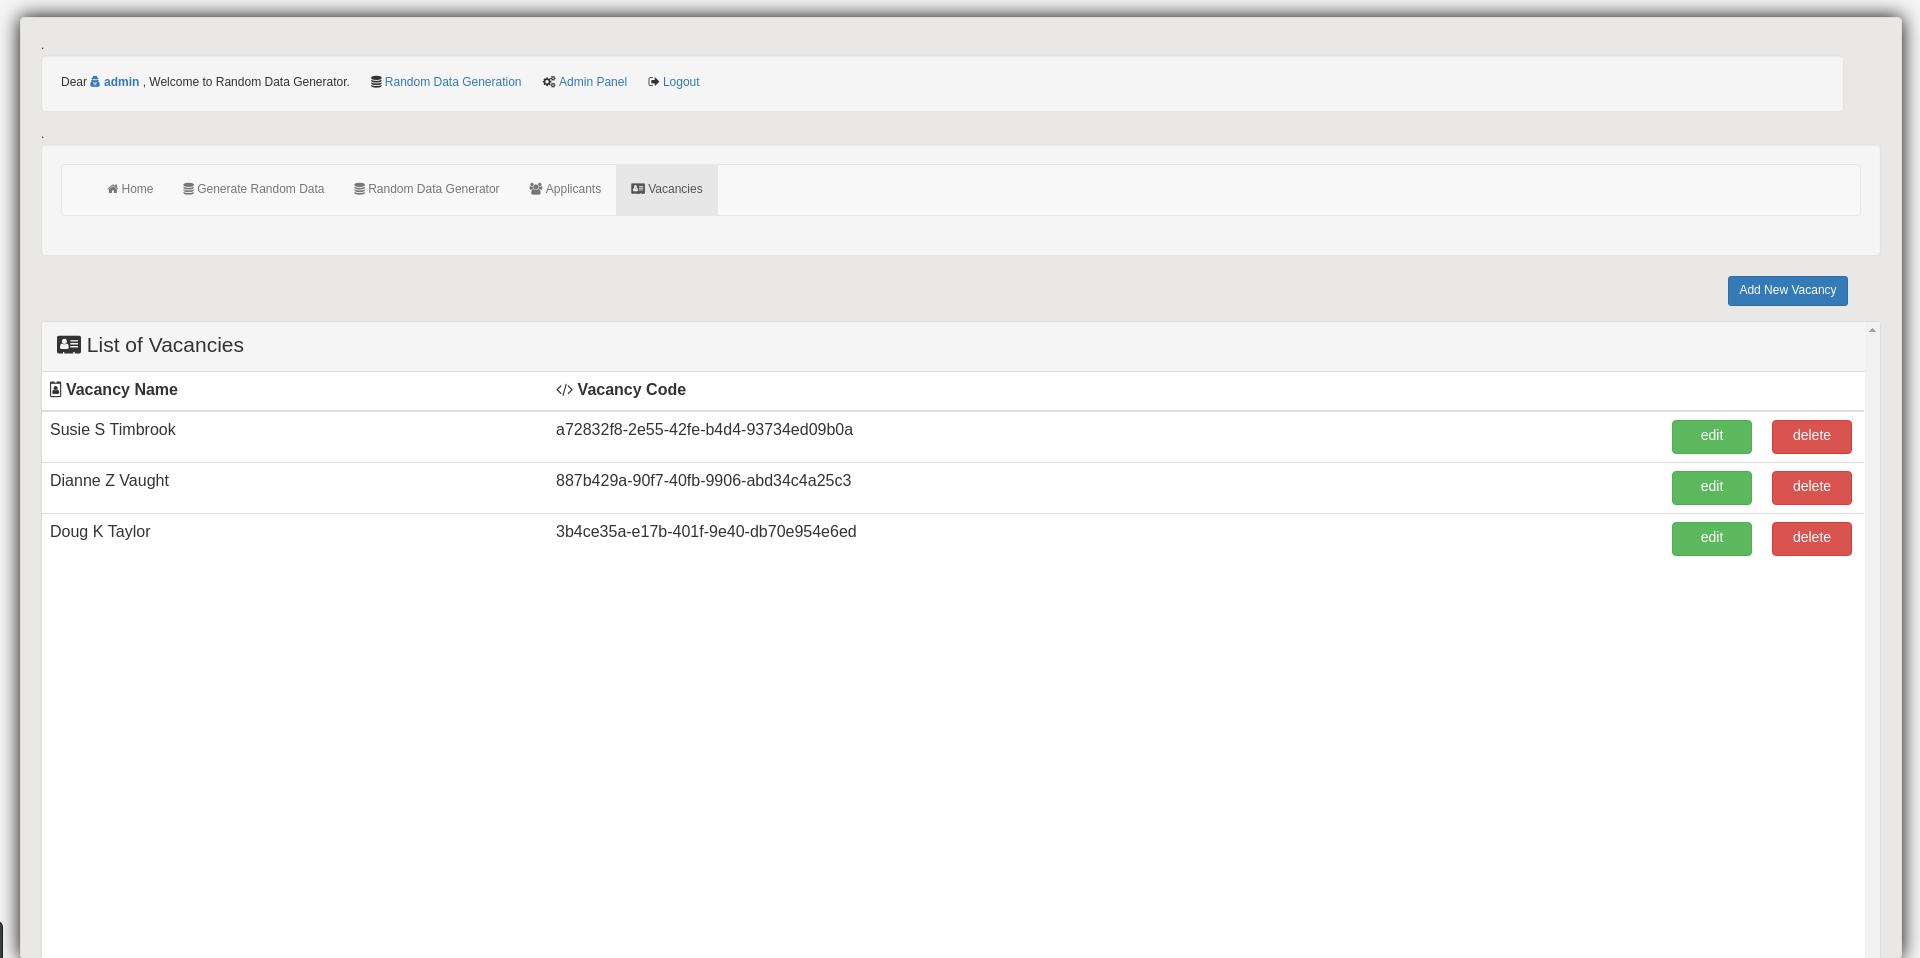 .
Dear admin , Welcome to Random Data Generator. Random Data Generation Admin Panel Logout
.
Home Generate Random Data Random Data Generator Applicants Vacancies
Add New Vacancy
List of Vacancies
Vacancy Name Vacancy Code
Susie S Timbrook a72832f8-2e55-42fe-b4d4-93734ed09b0a edit delete
Dianne Z Vaught 887b429a-90f7-40fb-9906-abd34c4a25c3 edit delete
Doug K Taylor 3b4ce35a-e17b-401f-9e40-db70e954e6ed edit delete